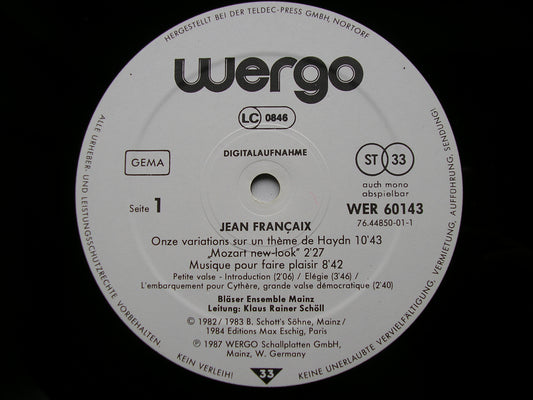 HERGESTELLT BEI DER TELDEC-PRESS GMBH, NORTORF
wergo
LC 0846
DIGITALAUFNAHME
GEMA
ST 33
auch mono
abspielbar
Seite 1
WER 60143
76.44850-01-1
JEAN FRANÇAIX
Onze variations sur un thème de Haydn 10'43
„Mozart new-look" 2'27
Musique pour faire plaisir 8'42
Petite valse - Introduction (2'06) / Elégie (3'46) /
L'embarquement pour Cythère, grande valse démocratique (2'40)
Bläser Ensemble Mainz
Leitung: Klaus Rainer Schöll
© 1982 / 1983 B. Schott's Söhne, Mainz /
1984 Editions Max Eschig, Paris
℗ 1987 WERGO Schallplatten GmbH,
Mainz, W. Germany
33
ALLE URHEBER- UND LEISTUNGSSCHUTZRECHTE VORBEHALTEN
KEIN VERLEIH!
KEINE UNERLAUBTE VERVIELFÄLTIGUNG, VERMIETUNG, AUFFÜHRUNG, SENDUNG!